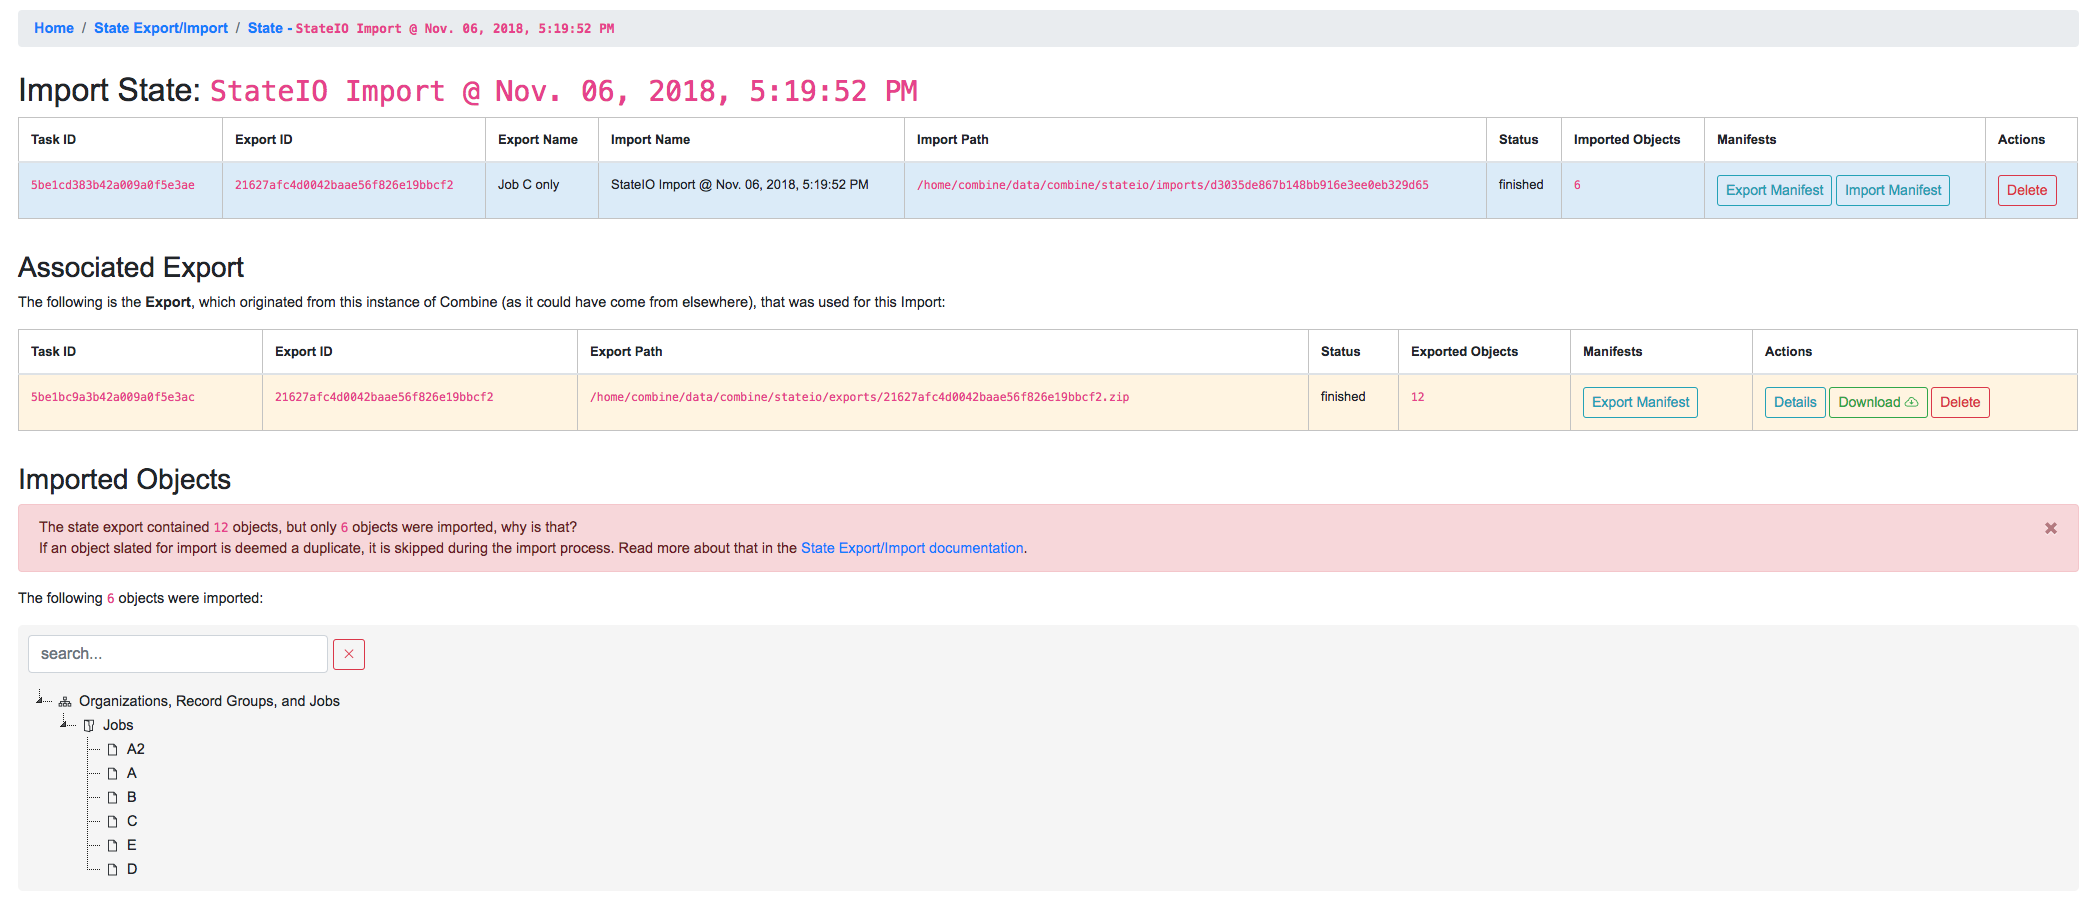 Home / State Export/Import / State - StateIO Import @ Nov. 06, 2018, 5:19:52 PM
Import State: StateIO Import @ Nov. 06, 2018, 5:19:52 PM
Task ID Export ID Export Name Import Name Import Path Status Imported Objects Manifests Actions
5be1cd383b42a009a0f5e3ae 21627afc4d0042baae56f826e19bbcf2 Job C only StateIO Import @ Nov. 06, 2018, 5:19:52 PM /home/combine/data/combine/stateio/imports/d3035de867b148bb916e3ee0eb329d65 finished 6 Export Manifest Import Manifest Delete
Associated Export
The following is the Export, which originated from this instance of Combine (as it could have come from elsewhere), that was used for this Import:
Task ID Export ID Export Path Status Exported Objects Manifests Actions
5be1bc9a3b42a009a0f5e3ac 21627afc4d0042baae56f826e19bbcf2 /home/combine/data/combine/stateio/exports/21627afc4d0042baae56f826e19bbcf2.zip finished 12 Export Manifest Details Download Delete
Imported Objects
The state export contained 12 objects, but only 6 objects were imported, why is that?
If an object slated for import is deemed a duplicate, it is skipped during the import process. Read more about that in the State Export/Import documentation.
The following 6 objects were imported:
search...
Organizations, Record Groups, and Jobs
Jobs
A2
A
B
C
E
D